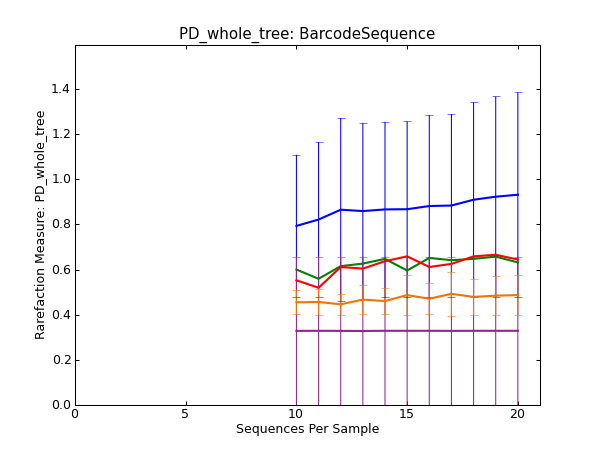 PD_whole_tree: BarcodeSequence
Rarefaction Measure: PD_whole_tree
1.4
1.2
1.0
0.8
0.6
0.4
0.2
0.0
0 5 10 15 20
Sequences Per Sample